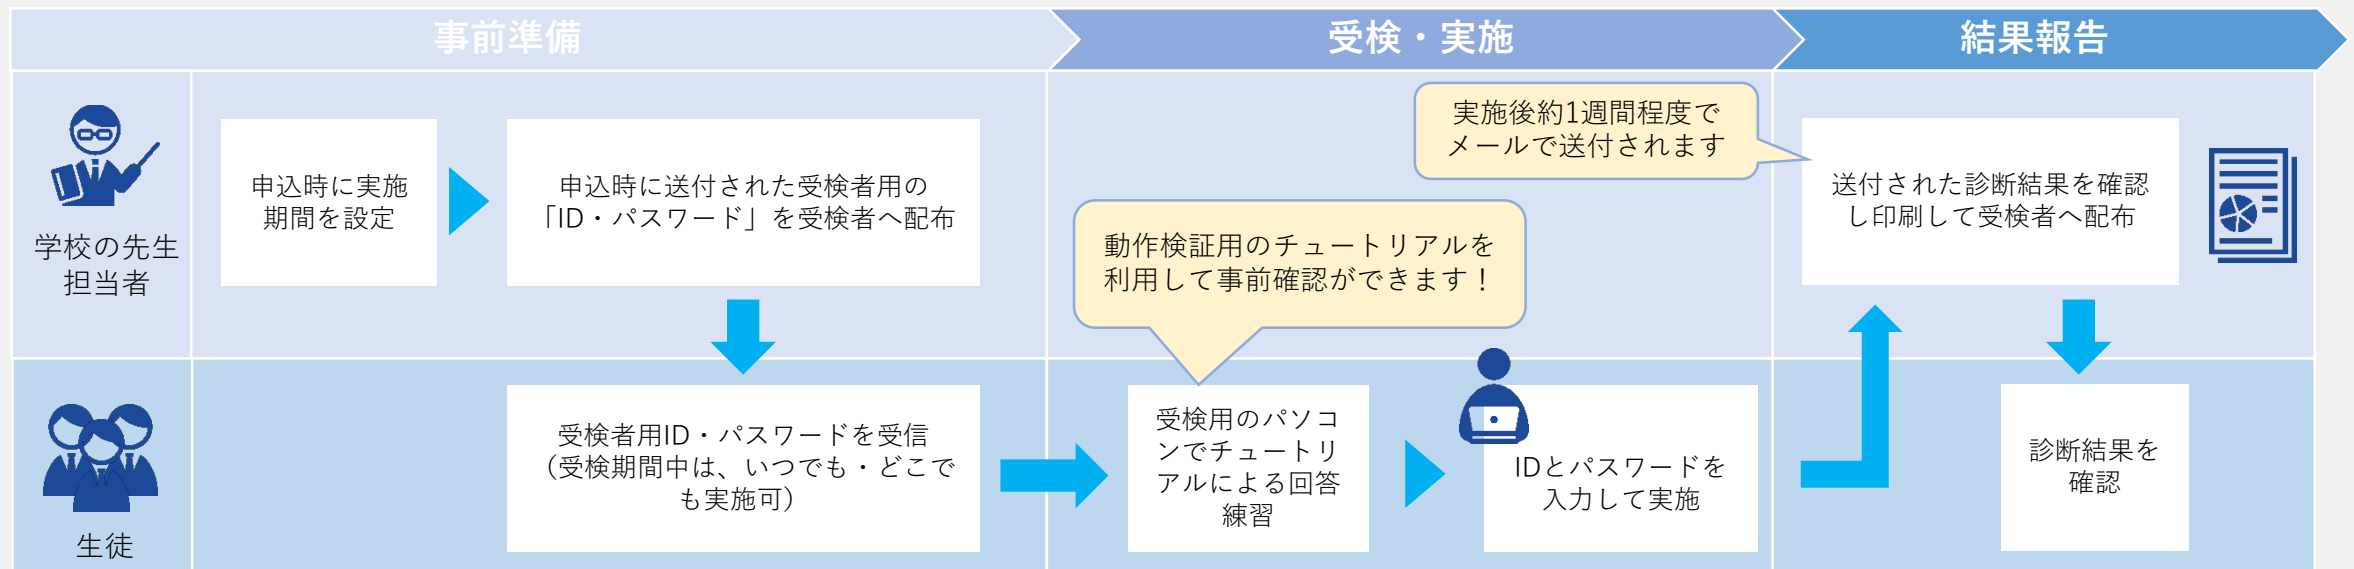 事前準備
受検・実施
結果報告
学校の先生
担当者
申込時に実施
期間を設定
申込時に送付された受検者用の
「ID・パスワード」を受検者へ配布
動作検証用のチュートリアルを
利用して事前確認ができます！
実施後約1週間程度で
メールで送付されます
送付された診断結果を確認
し印刷して受検者へ配布
生徒
受検者用ID・パスワードを受信
（受検期間中は、いつでも・どこで
も実施可）
受検用のパソコ
ンでチュートリ
アルによる回答
練習
IDとパスワードを
入力して実施
診断結果を
確認